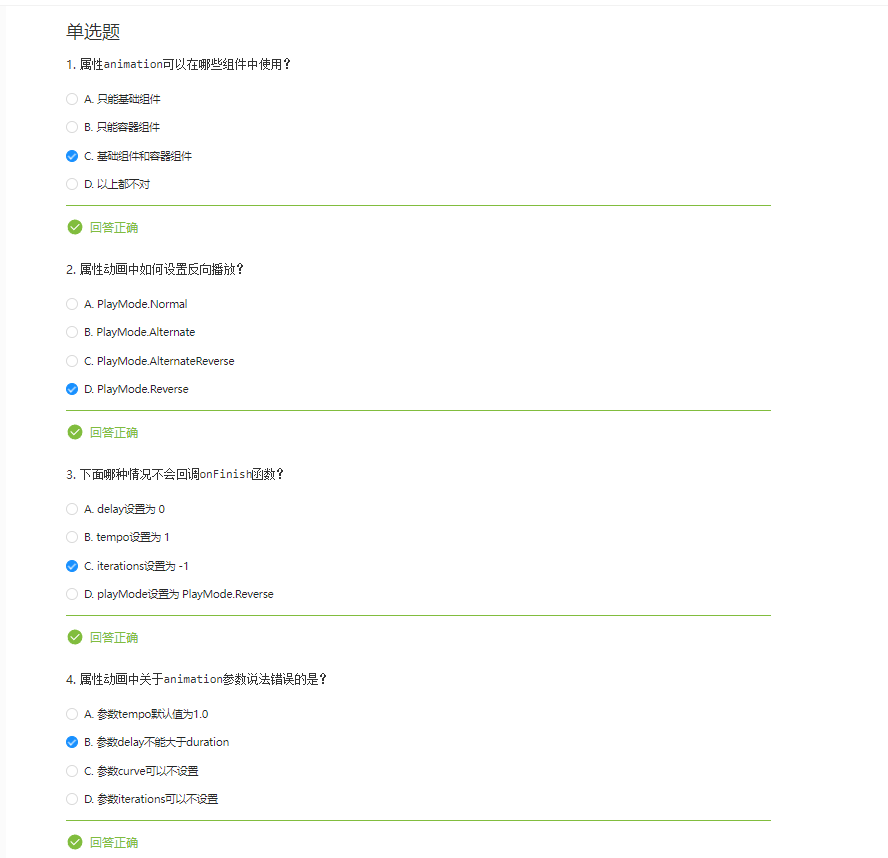 单选题
1. 属性animation可以在哪些组件中使用?
A. 只能基础组件
B. 只能容器组件
C. 基础组件和容器组件
D. 以上都不对
回答正确
2. 属性动画中如何设置反向播放?
A. PlayMode.Normal
B. PlayMode.Alternate
C. PlayMode.AlternateReverse
D. PlayMode.Reverse
回答正确
3. 下面哪种情况不会回调onFinish函数?
A. delay设置为 0
B. tempo设置为 1
C. iterations设置为 -1
D. playMode设置为 PlayMode.Reverse
回答正确
4. 属性动画中关于animation参数说法错误的是?
A. 参数tempo默认值为1.0
B. 参数delay不能大于duration
C. 参数curve可以不设置
D. 参数iterations可以不设置
回答正确